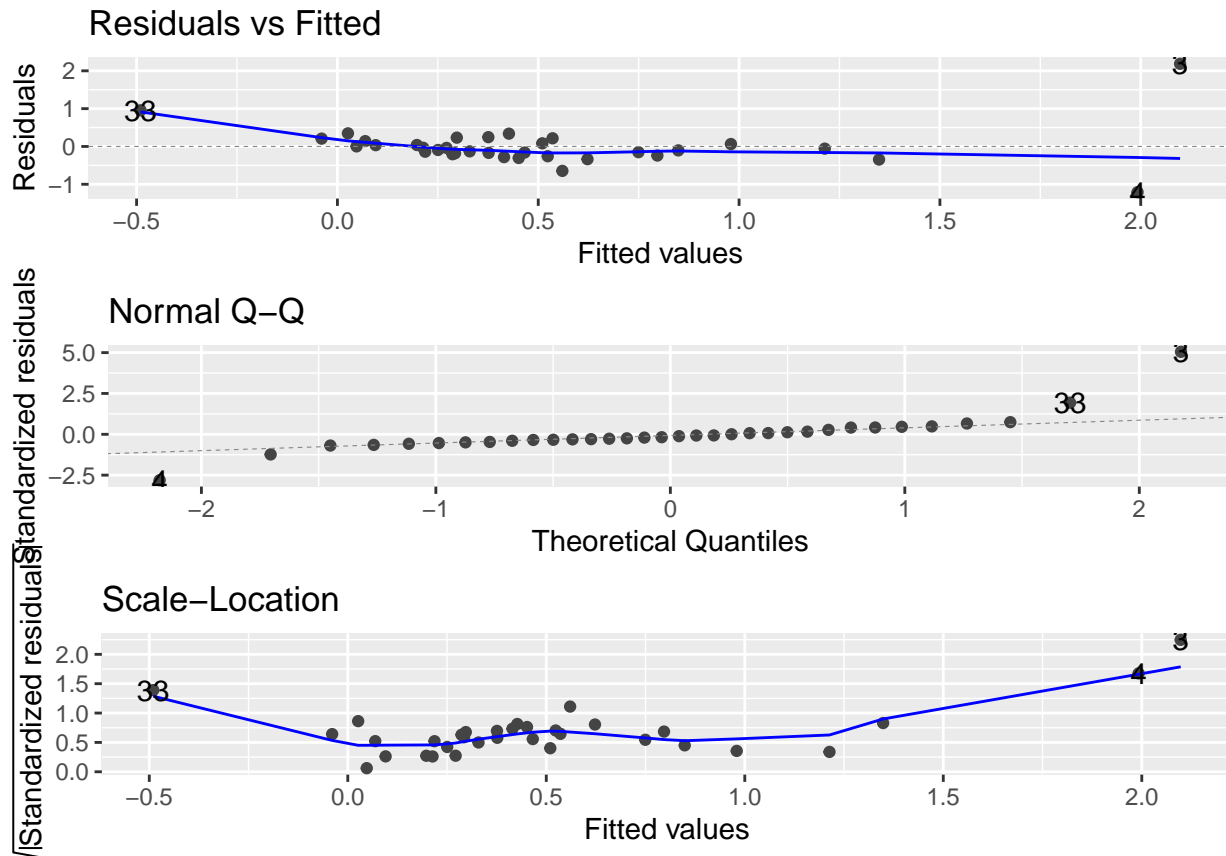 Residuals vs Fitted
Residuals
2
1
0
−1
33
3
4
−0.5 0.0 0.5 1.0 1.5 2.0
Fitted values
Normal Q−Q
Standardized residuals
5.0
2.5
0.0
−2.5
3
33
4
−2 −1 0 1 2
Theoretical Quantiles
Scale−Location
√|Standardized residuals|
2.0
1.5
1.0
0.5
0.0
33
3
4
−0.5 0.0 0.5 1.0 1.5 2.0
Fitted values